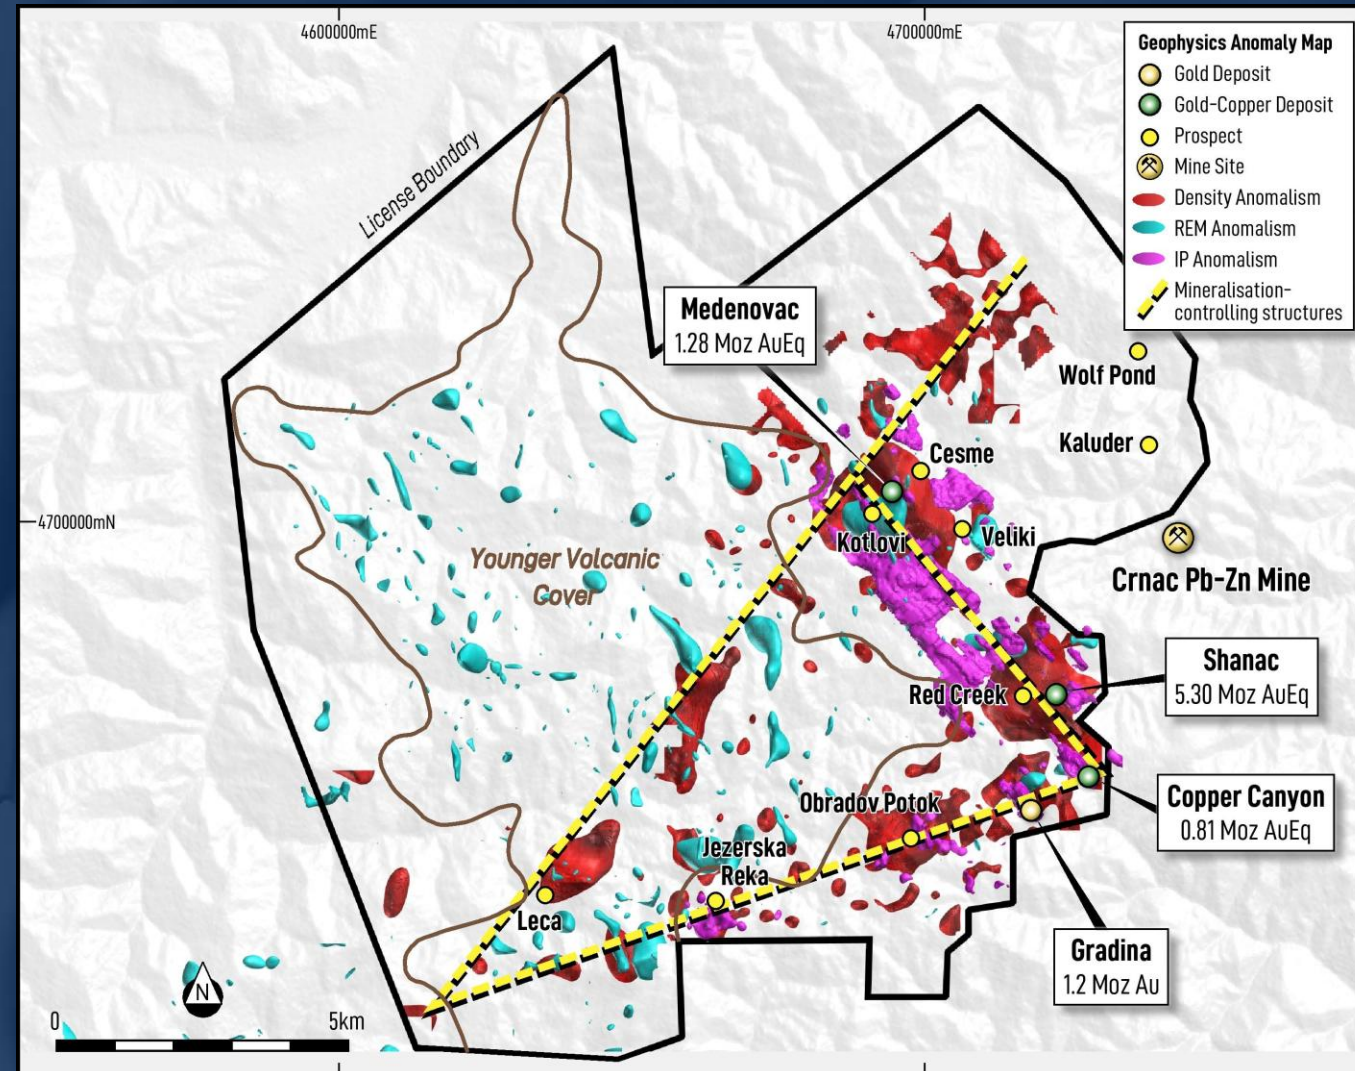 4600000mE
4700000mE
Geophysics Anomaly Map
Gold Deposit
Gold-Copper Deposit
Prospect
Mine Site
Density Anomalism
REM Anomalism
IP Anomalism
Mineralisation-
controlling structures
License Boundary
Medenovac
1.28 Moz AuEq
Wolf Pond
Kaluder
Cesme
4700000mN
Kotlovi
Veliki
Younger Volcanic
Cover
Crnac Pb-Zn Mine
Shanac
5.30 Moz AuEq
Red Creek
Copper Canyon
0.81 Moz AuEq
Obradov Potok
Jezerska
Reka
Leca
Gradina
1.2 Moz Au
N
0
5km